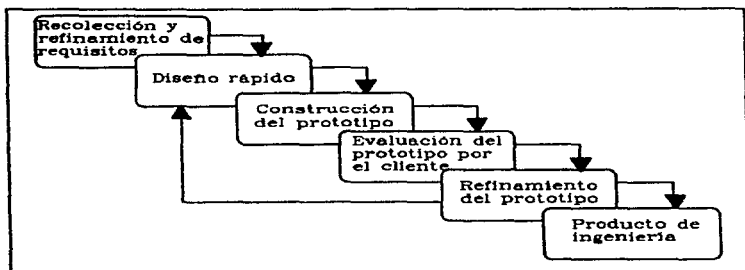 Recolección y
refinamiento de
requisitos
Diseño rápido
Construcción
del prototipo
Evaluación del
prototipo por
el cliente
Refinamiento
del prototipo
Producto de
ingeniería